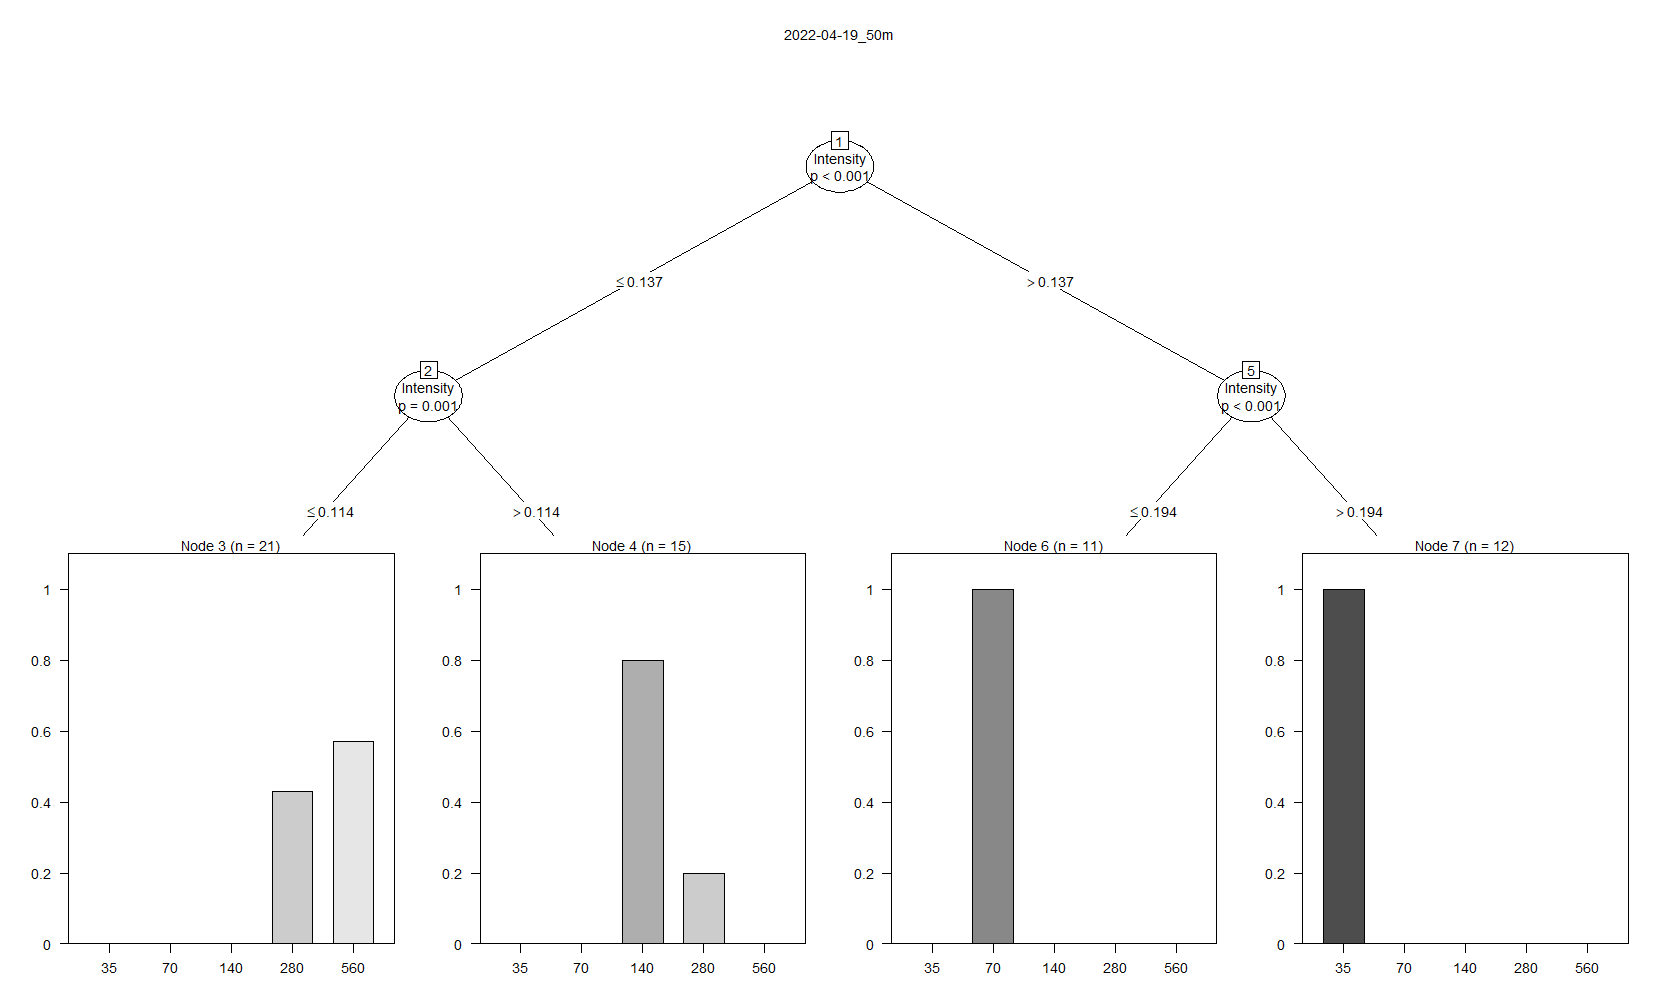 2022-04-19_50m
1
Intensity
p < 0.001
≤ 0.137
> 0.137
2
Intensity
p = 0.001
5
Intensity
p < 0.001
≤ 0.114
> 0.114
≤ 0.194
> 0.194
Node 3 (n = 21)
1
0.8
0.6
0.4
0.2
0
35 70 140 280 560
Node 4 (n = 15)
1
0.8
0.6
0.4
0.2
0
35 70 140 280 560
Node 6 (n = 11)
1
0.8
0.6
0.4
0.2
0
35 70 140 280 560
Node 7 (n = 12)
1
0.8
0.6
0.4
0.2
0
35 70 140 280 560